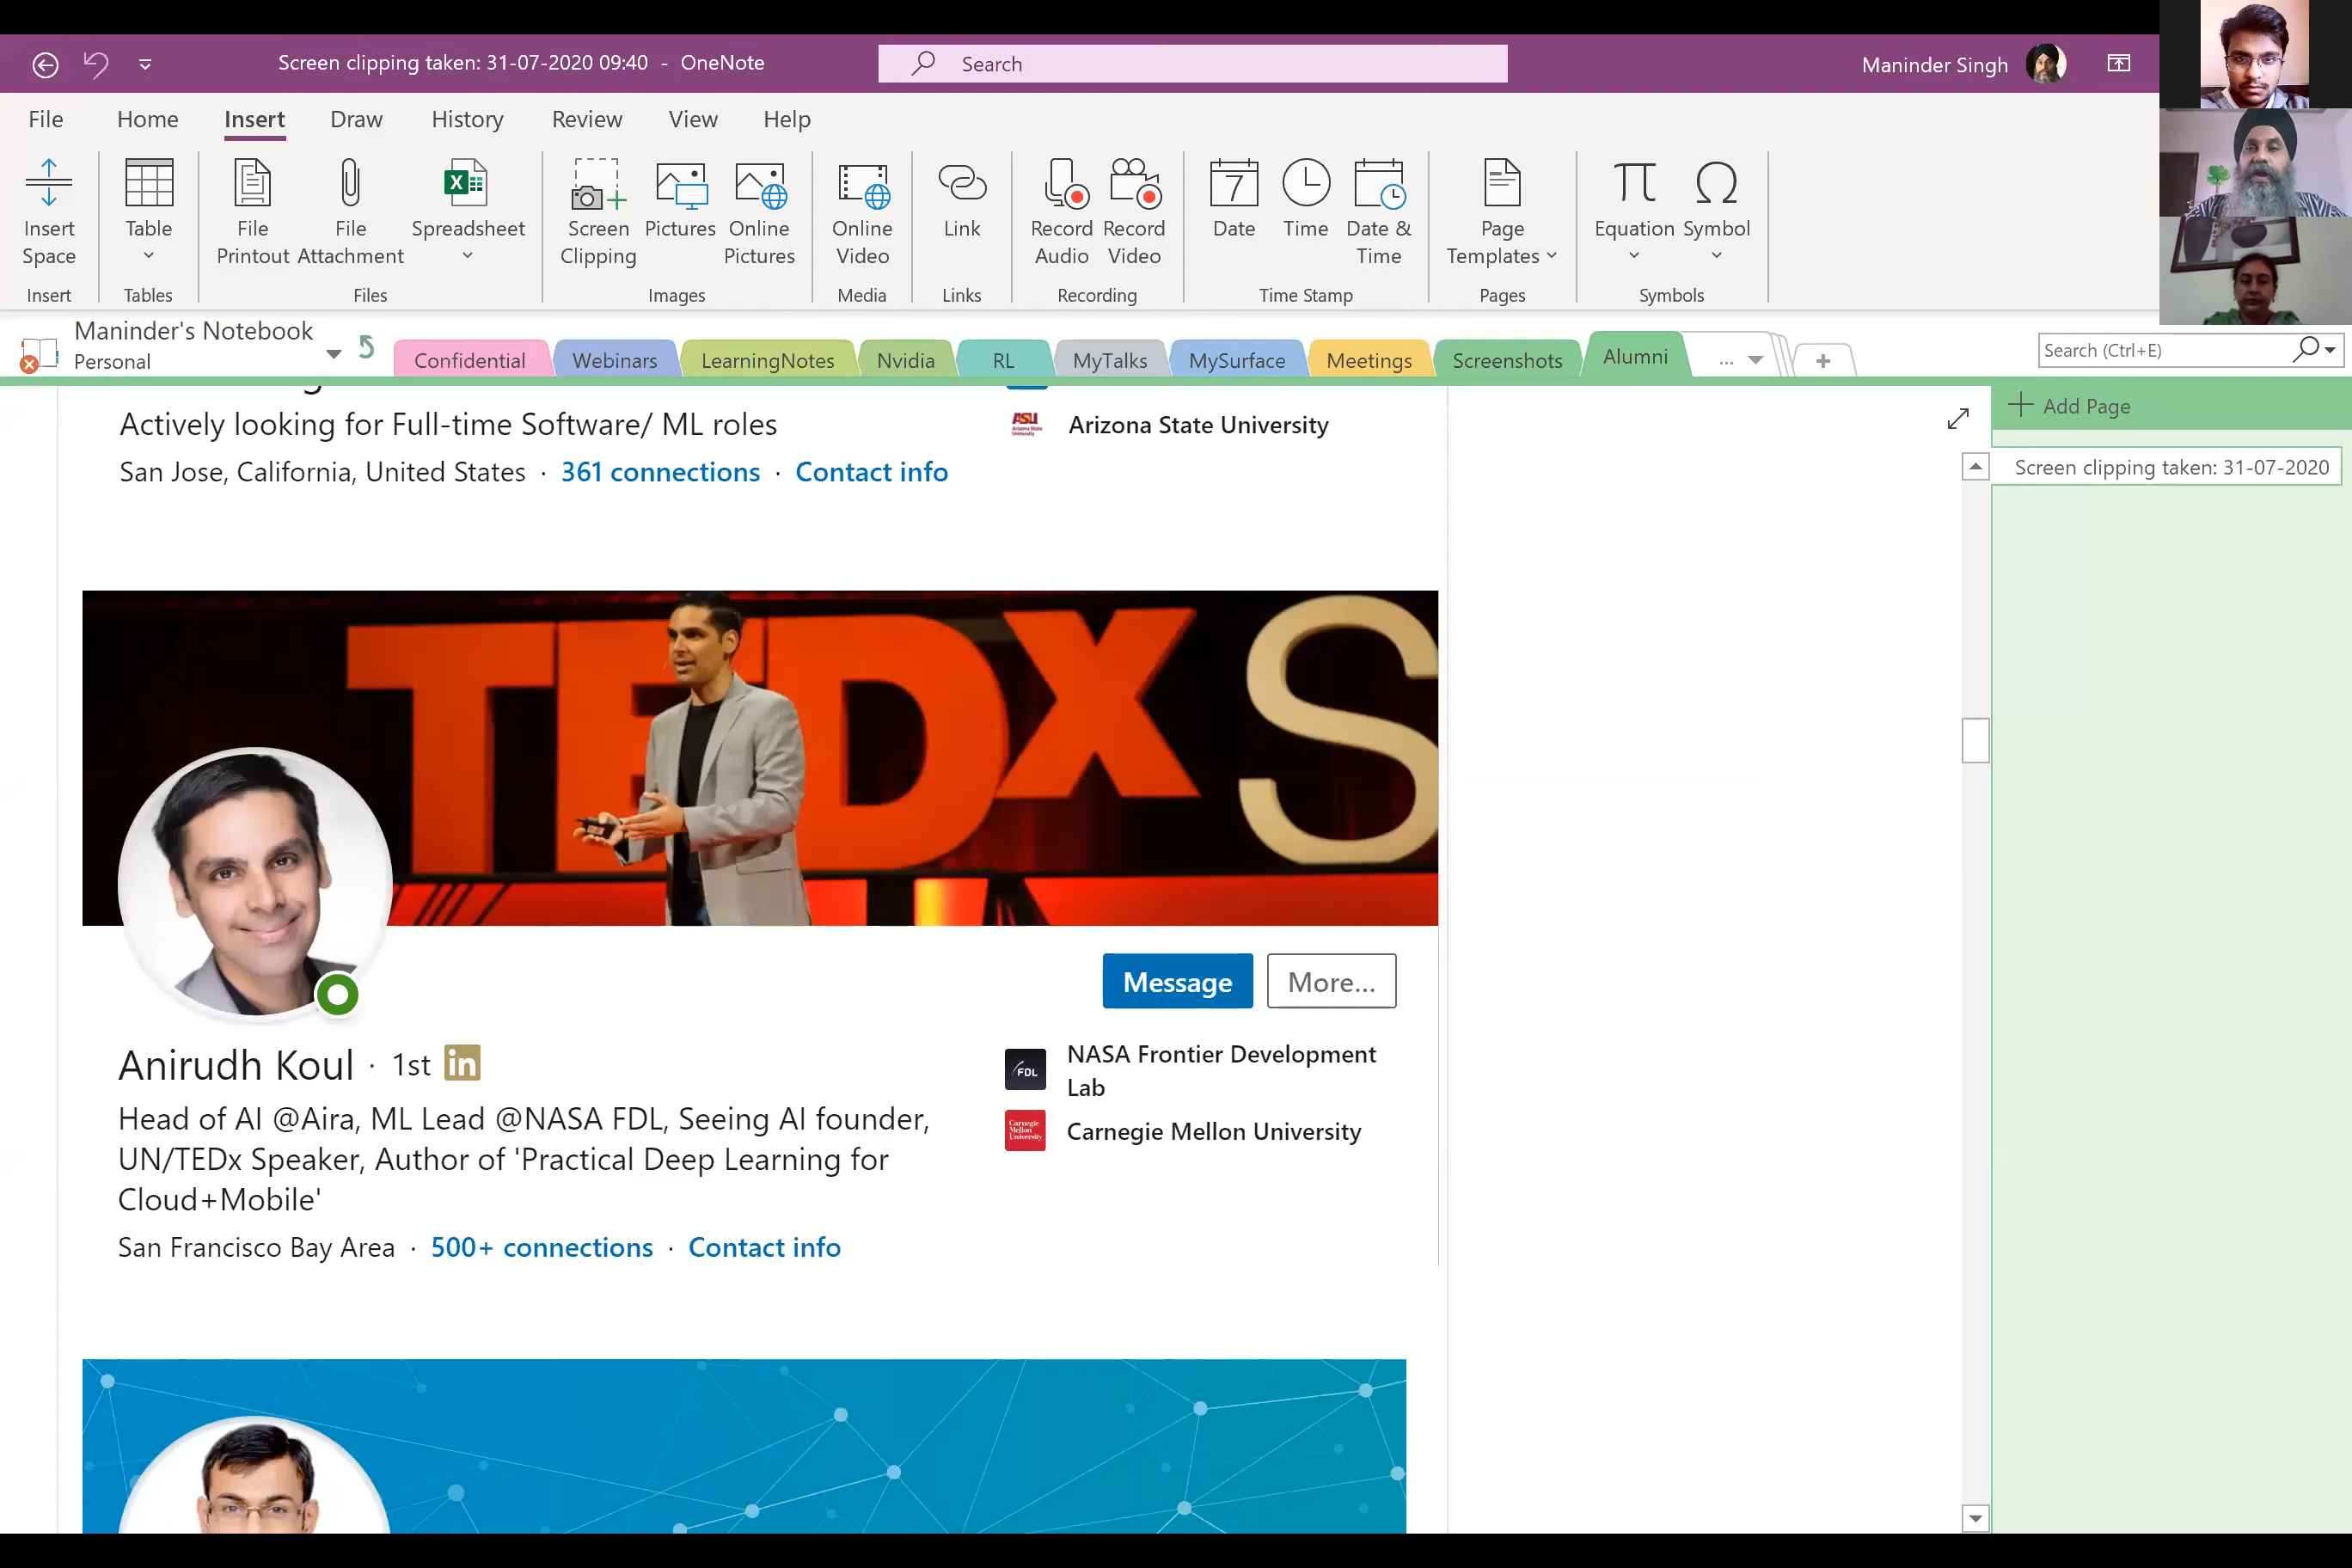 Screen clipping taken: 31-07-2020 09:40 - OneNote
Search
Maninder Singh
File Home Insert Draw History Review View Help
Insert Space
Table
File Printout
File Attachment
Spreadsheet
Screen Clipping
Pictures
Online Pictures
Online Video
Link
Record Audio
Record Video
Date
Time
Date & Time
Page Templates
Equation
Symbol
Insert Tables Files Images Media Links Recording Time Stamp Pages Symbols
Maninder's Notebook
Personal
Confidential Webinars LearningNotes Nvidia RL MyTalks MySurface Meetings Screenshots Alumni ...
Search (Ctrl+E)
Add Page
Screen clipping taken: 31-07-2020
Actively looking for Full-time Software/ ML roles
ASU
Arizona State University
San Jose, California, United States · 361 connections · Contact info
TEDx S
Message
More...
Anirudh Koul · 1st in
FDL
NASA Frontier Development
Lab
Head of AI @Aira, ML Lead @NASA FDL, Seeing AI founder,
UN/TEDx Speaker, Author of 'Practical Deep Learning for
Cloud+Mobile'
Carnegie
Mellon
University
Carnegie Mellon University
San Francisco Bay Area · 500+ connections · Contact info